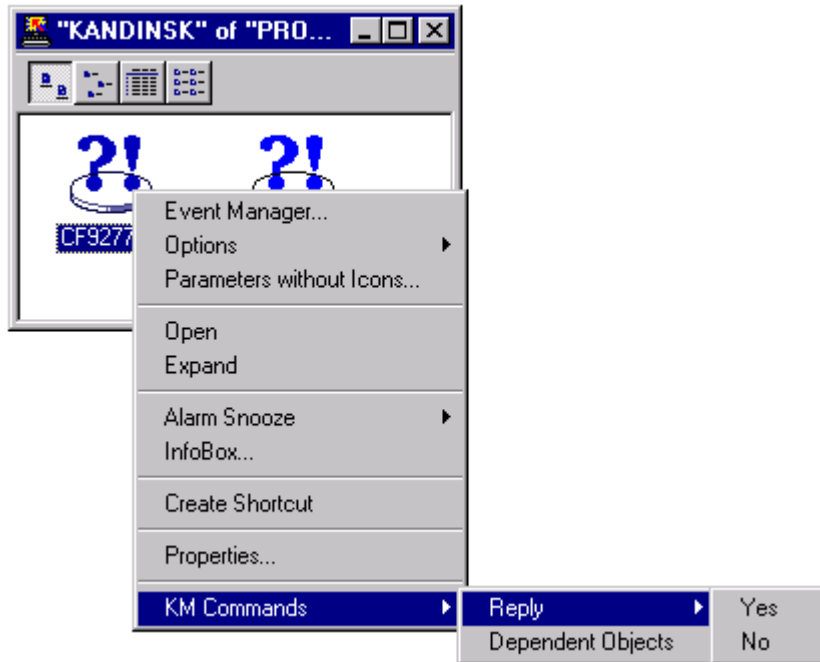 "KANDINSK" of "PRO...
?! ?!
CF9277
Event Manager...
Options
Parameters without Icons...
Open
Expand
Alarm Snooze
InfoBox...
Create Shortcut
Properties...
KM Commands
Reply
Yes
Dependent Objects
No